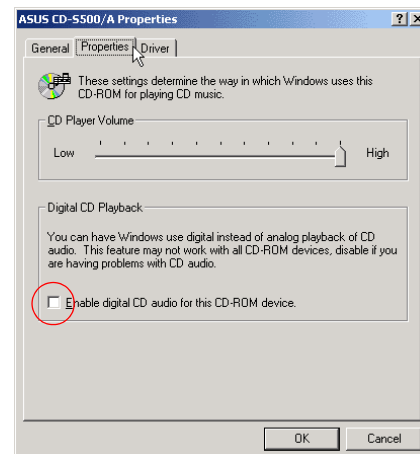 ASUS CD-S500/A Properties
General Properties Driver
These settings determine the way in which Windows uses this
CD-ROM for playing CD music.
CD Player Volume
Low High
Digital CD Playback
You can have Windows use digital instead of analog playback of CD
audio. This feature may not work with all CD-ROM devices, disable if you
are having problems with CD audio.
Enable digital CD audio for this CD-ROM device.
OK Cancel